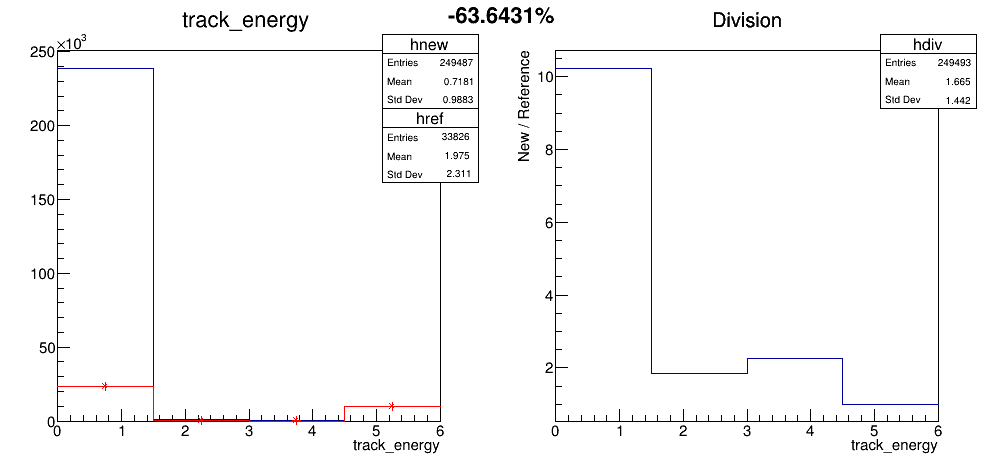 -63.6431%
track_energy
×10³
250
200
150
100
50
0
0 1 2 3 4 5 6
track_energy
hnew
Entries 249487
Mean 0.7181
Std Dev 0.9883
href
Entries 33826
Mean 1.975
Std Dev 2.311
Division
New / Reference
10
8
6
4
2
0 1 2 3 4 5 6
track_energy
hdiv
Entries 249493
Mean 1.665
Std Dev 1.442